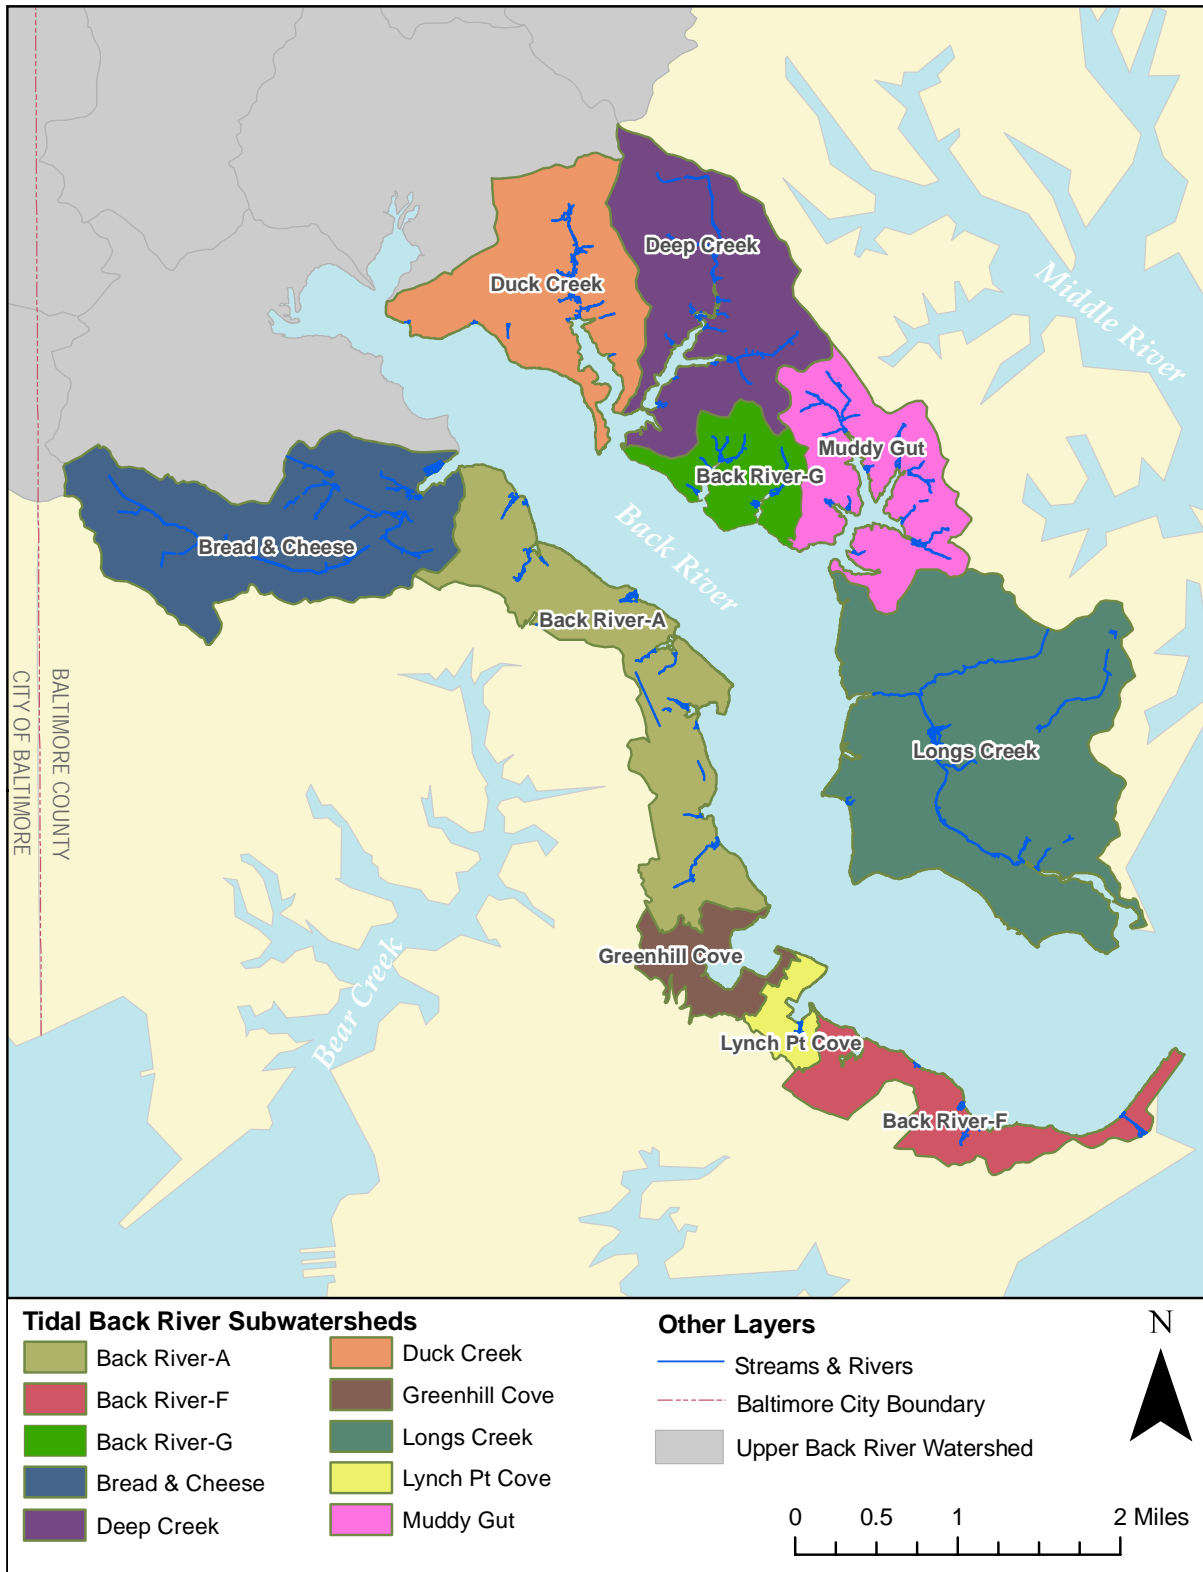 Deep Creek
Duck Creek
Middle River
Muddy Gut
Back River-G
Back River
Bread & Cheese
Back River-A
BALTIMORE COUNTY
CITY OF BALTIMORE
Longs Creek
Greenhill Cove
Bear Creek
Lynch Pt Cove
Back River-F
Tidal Back River Subwatersheds
Back River-A
Back River-F
Back River-G
Bread & Cheese
Deep Creek
Duck Creek
Greenhill Cove
Longs Creek
Lynch Pt Cove
Muddy Gut
Other Layers
Streams & Rivers
Baltimore City Boundary
Upper Back River Watershed
N
0 0.5 1 2 Miles